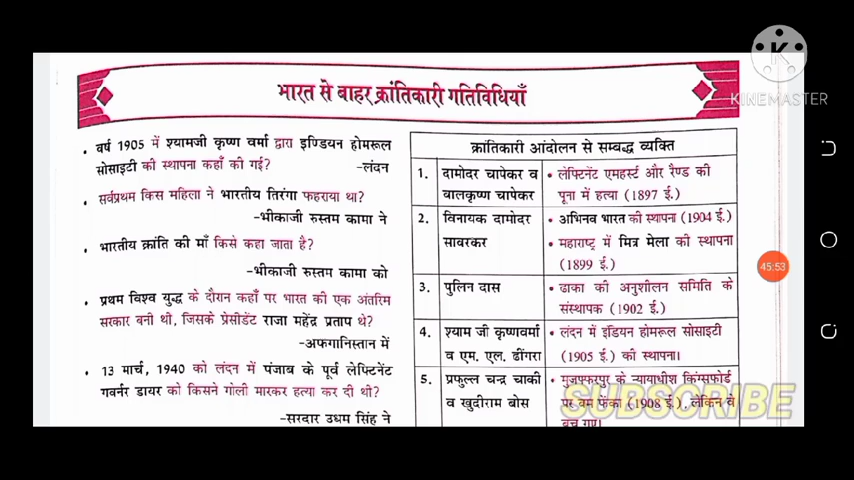 KINEMASTER
भारत से बाहर क्रांतिकारी गतिविधियाँ
• वर्ष 1905 में श्यामजी कृष्ण वर्मा द्वारा इण्डियन होमरूल
सोसाइटी की स्थापना कहाँ की गई? -लंदन
• सर्वप्रथम किस महिला ने भारतीय तिरंगा फहराया था?
-भीकाजी रुस्तम कामा ने
• भारतीय क्रांति की माँ किसे कहा जाता है?
-भीकाजी रुस्तम कामा को
• प्रथम विश्व युद्ध के दौरान कहाँ पर भारत की एक अंतरिम
सरकार बनी थी, जिसके प्रेसीडेंट राजा महेंद्र प्रताप थे?
-अफगानिस्तान में
• 13 मार्च, 1940 को लंदन में पंजाब के पूर्व लेफ्टिनेंट
गवर्नर डायर को किसने गोली मारकर हत्या कर दी थी?
-सरदार उधम सिंह ने
क्रांतिकारी आंदोलन से सम्बद्ध व्यक्ति
1. दामोदर चापेकर व • लेफ्टिनेंट एमहर्स्ट और रैण्ड की
बालकृष्ण चापेकर पूना में हत्या (1897 ई.)
2. विनायक दामोदर • अभिनव भारत की स्थापना (1904 ई.)
सावरकर • महाराष्ट्र में मित्र मेला की स्थापना
(1899 ई.)
3. पुलिन दास • ढाका की अनुशीलन समिति के
संस्थापक (1902 ई.)
4. श्याम जी कृष्णवर्मा • लंदन में इंडियन होमरूल सोसाइटी
व एम. एल. ढींगरा (1905 ई.) की स्थापना।
5. प्रफुल्ल चन्द्र चाकी • मुजफ्फरपुर के न्यायाधीश किंग्सफोर्ड
व खुदीराम बोस पर बम फेंका (1908 ई.), लेकिन वे
बच गए।
45:53
SUBSCRIBE